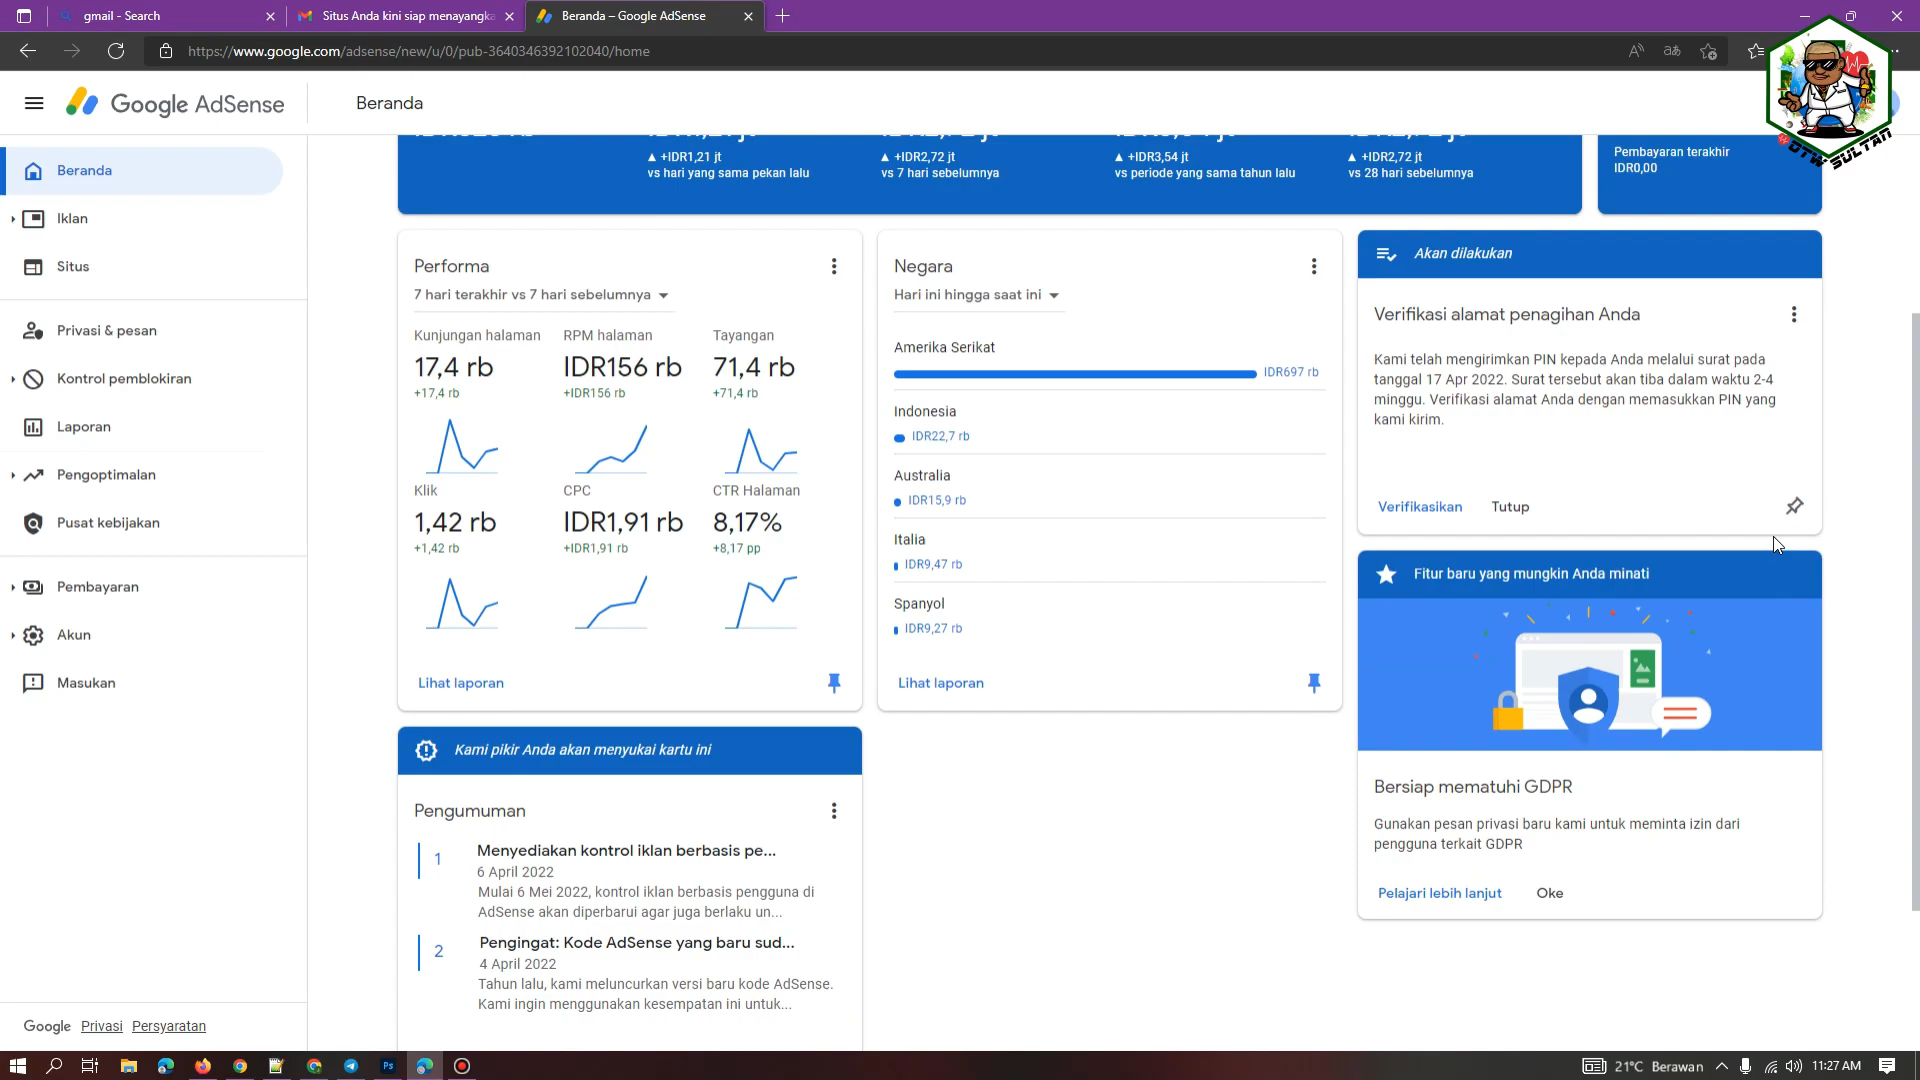 gmail - Search
Situs Anda kini siap menayangka
Beranda – Google AdSense
https://www.google.com/adsense/new/u/0/pub-3640346392102040/home
Google AdSense
Beranda
OTW SULTAN
Beranda
Iklan
Situs
Privasi & pesan
Kontrol pemblokiran
Laporan
Pengoptimalan
Pusat kebijakan
Pembayaran
Akun
Masukan
Google Privasi Persyaratan
+IDR1,21 jt
vs hari yang sama pekan lalu
+IDR2,72 jt
vs 7 hari sebelumnya
+IDR3,54 jt
vs periode yang sama tahun lalu
+IDR2,72 jt
vs 28 hari sebelumnya
Pembayaran terakhir
IDR0,00
Performa
7 hari terakhir vs 7 hari sebelumnya
Kunjungan halaman
17,4 rb
+17,4 rb
RPM halaman
IDR156 rb
+IDR156 rb
Tayangan
71,4 rb
+71,4 rb
Klik
1,42 rb
+1,42 rb
CPC
IDR1,91 rb
+IDR1,91 rb
CTR Halaman
8,17%
+8,17 pp
Lihat laporan
Negara
Hari ini hingga saat ini
Amerika Serikat
IDR697 rb
Indonesia
IDR22,7 rb
Australia
IDR15,9 rb
Italia
IDR9,47 rb
Spanyol
IDR9,27 rb
Lihat laporan
Akan dilakukan
Verifikasi alamat penagihan Anda
Kami telah mengirimkan PIN kepada Anda melalui surat pada
tanggal 17 Apr 2022. Surat tersebut akan tiba dalam waktu 2-4
minggu. Verifikasi alamat Anda dengan memasukkan PIN yang
kami kirim.
Verifikasikan
Tutup
Fitur baru yang mungkin Anda minati
Bersiap mematuhi GDPR
Gunakan pesan privasi baru kami untuk meminta izin dari
pengguna terkait GDPR
Pelajari lebih lanjut
Oke
Kami pikir Anda akan menyukai kartu ini
Pengumuman
1
Menyediakan kontrol iklan berbasis pe...
6 April 2022
Mulai 6 Mei 2022, kontrol iklan berbasis pengguna di
AdSense akan diperbarui agar juga berlaku un...
2
Pengingat: Kode AdSense yang baru sud...
4 April 2022
Tahun lalu, kami meluncurkan versi baru kode AdSense.
Kami ingin menggunakan kesempatan ini untuk...
Ps
21°C Berawan
11:27 AM